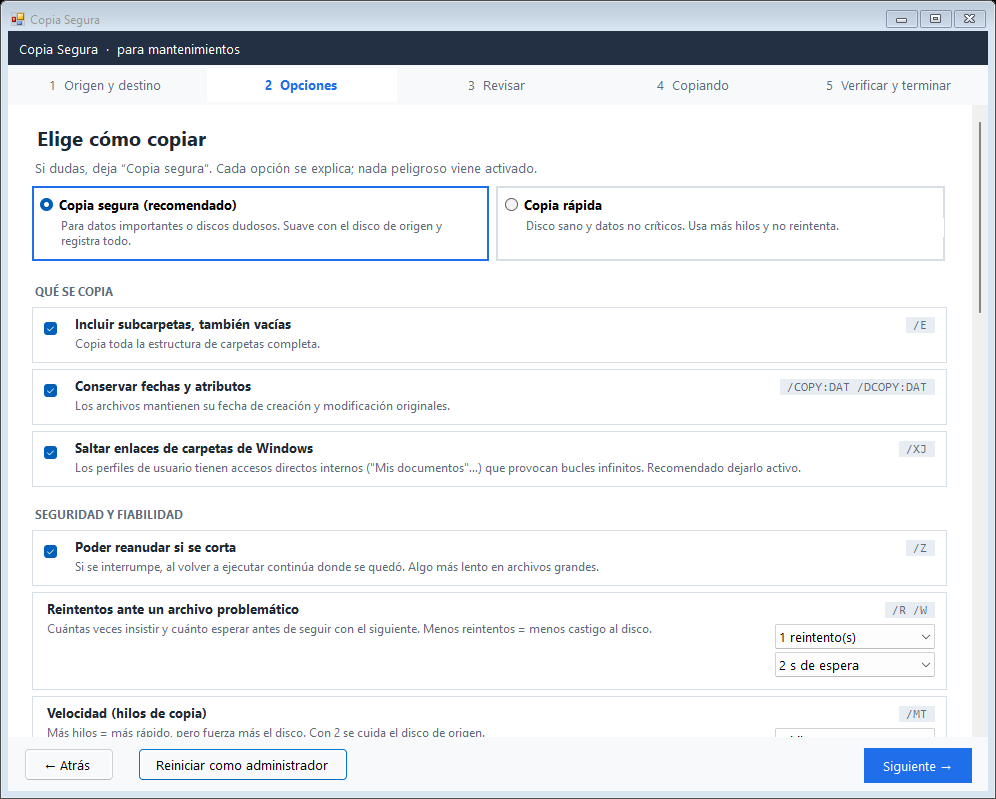 Copia Segura
Copia Segura · para mantenimientos
1 Origen y destino
2 Opciones
3 Revisar
4 Copiando
5 Verificar y terminar
Elige cómo copiar
Si dudas, deja "Copia segura". Cada opción se explica; nada peligroso viene activado.
Copia segura (recomendado)
Para datos importantes o discos dudosos. Suave con el disco de origen y
registra todo.
Copia rápida
Disco sano y datos no críticos. Usa más hilos y no reintenta.
QUÉ SE COPIA
Incluir subcarpetas, también vacías
/E
Copia toda la estructura de carpetas completa.
Conservar fechas y atributos
/COPY:DAT /DCOPY:DAT
Los archivos mantienen su fecha de creación y modificación originales.
Saltar enlaces de carpetas de Windows
/XJ
Los perfiles de usuario tienen accesos directos internos ("Mis documentos"...) que provocan bucles infinitos. Recomendado dejarlo activo.
SEGURIDAD Y FIABILIDAD
Poder reanudar si se corta
/Z
Si se interrumpe, al volver a ejecutar continúa donde se quedó. Algo más lento en archivos grandes.
Reintentos ante un archivo problemático
/R /W
Cuántas veces insistir y cuánto esperar antes de seguir con el siguiente. Menos reintentos = menos castigo al disco.
1 reintento(s)
2 s de espera
Velocidad (hilos de copia)
/MT
Más hilos = más rápido, pero fuerza más el disco. Con 2 se cuida el disco de origen.
← Atrás
Reiniciar como administrador
Siguiente →